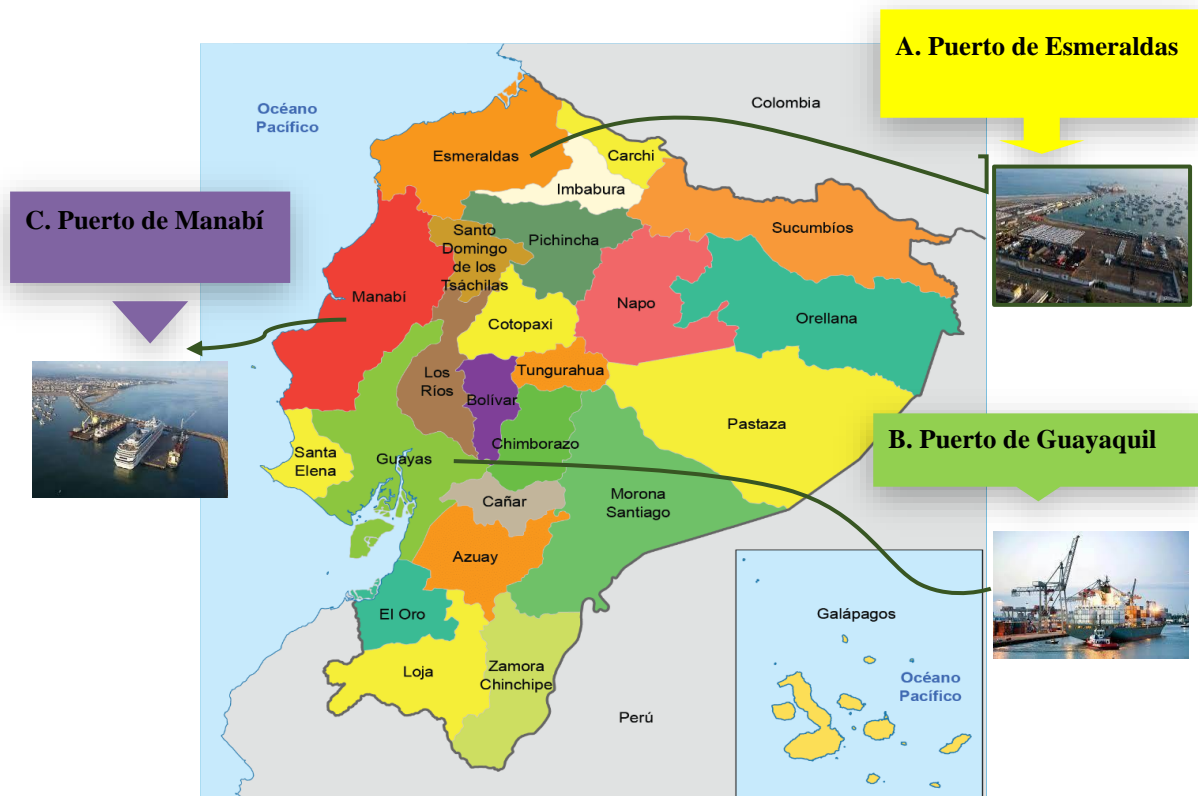 A. Puerto de Esmeraldas
Colombia
Océano
Pacífico
Esmeraldas
Carchi
Imbabura
C. Puerto de Manabí
Santo
Domingo
de los
Tsáchilas
Pichincha
Sucumbíos
Manabí
Napo
Orellana
Cotopaxi
Los
Ríos
Tungurahua
Bolívar
Pastaza
B. Puerto de Guayaquil
Chimborazo
Santa
Elena
Guayas
Morona
Santiago
Cañar
Azuay
El Oro
Galápagos
Loja
Zamora
Chinchipe
Océano
Pacífico
Perú